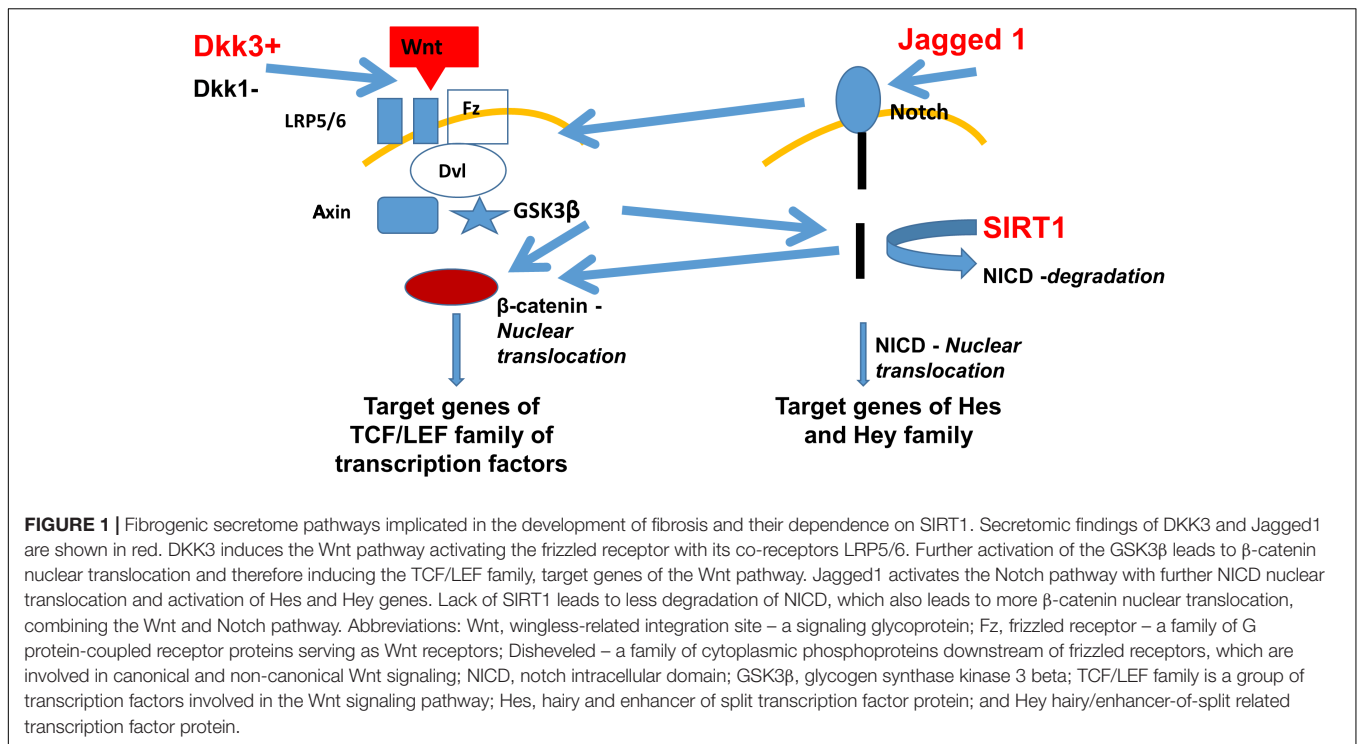 Dkk3+
Wnt
Dkk1-
LRP5/6
Fz
Dvl
Axin
GSK3β
β-catenin -
Nuclear
translocation
Target genes of
TCF/LEF family of
transcription factors
Jagged 1
Notch
SIRT1
NICD -degradation
NICD - Nuclear
translocation
Target genes of Hes
and Hey family
FIGURE 1 | Fibrogenic secretome pathways implicated in the development of fibrosis and their dependence on SIRT1. Secretomic findings of DKK3 and Jagged1
are shown in red. DKK3 induces the Wnt pathway activating the frizzled receptor with its co-receptors LRP5/6. Further activation of the GSK3β leads to β-catenin
nuclear translocation and therefore inducing the TCF/LEF family, target genes of the Wnt pathway. Jagged1 activates the Notch pathway with further NICD nuclear
translocation and activation of Hes and Hey genes. Lack of SIRT1 leads to less degradation of NICD, which also leads to more β-catenin nuclear translocation,
combining the Wnt and Notch pathway. Abbreviations: Wnt, wingless-related integration site – a signaling glycoprotein; Fz, frizzled receptor – a family of G
protein-coupled receptor proteins serving as Wnt receptors; Disheveled – a family of cytoplasmic phosphoproteins downstream of frizzled receptors, which are
involved in canonical and non-canonical Wnt signaling; NICD, notch intracellular domain; GSK3β, glycogen synthase kinase 3 beta; TCF/LEF family is a group of
transcription factors involved in the Wnt signaling pathway; Hes, hairy and enhancer of split transcription factor protein; and Hey hairy/enhancer-of-split related
transcription factor protein.